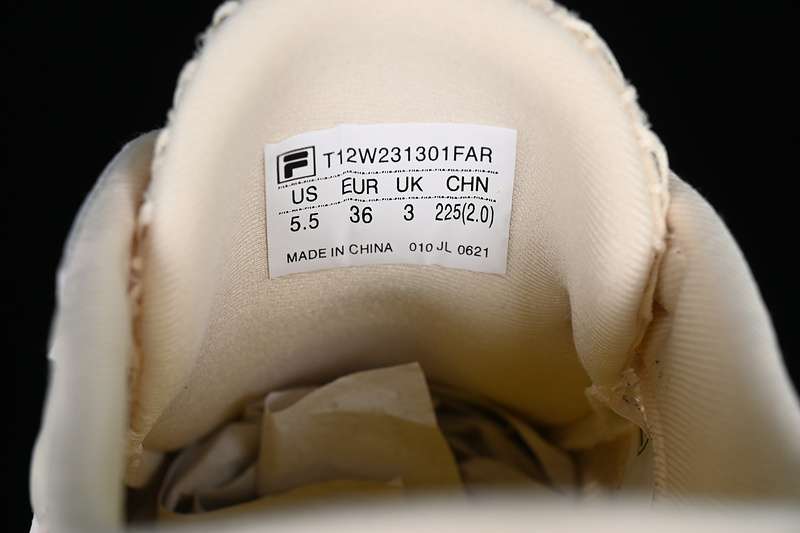 F T12W231301FAR
US EUR UK CHN
5.5 36 3 225(2.0)
MADE IN CHINA 010 JL 0621